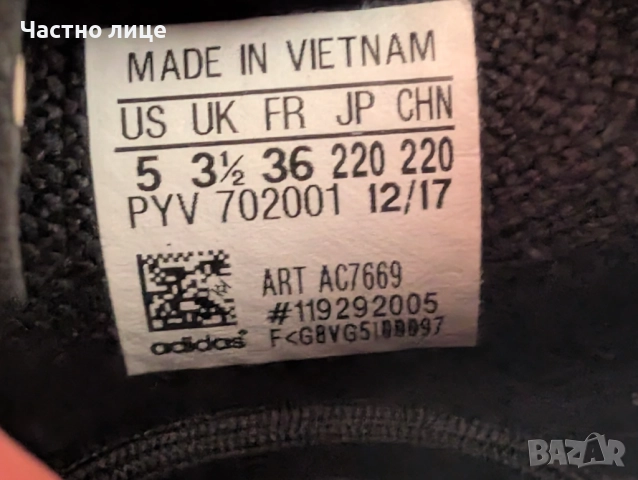 Частно лице
MADE IN VIETNAM
US UK FR JP CHN
5 3½ 36 220 220
PYV 702001 12/17
ART AC7669
#119292005
adidas
BAZAR